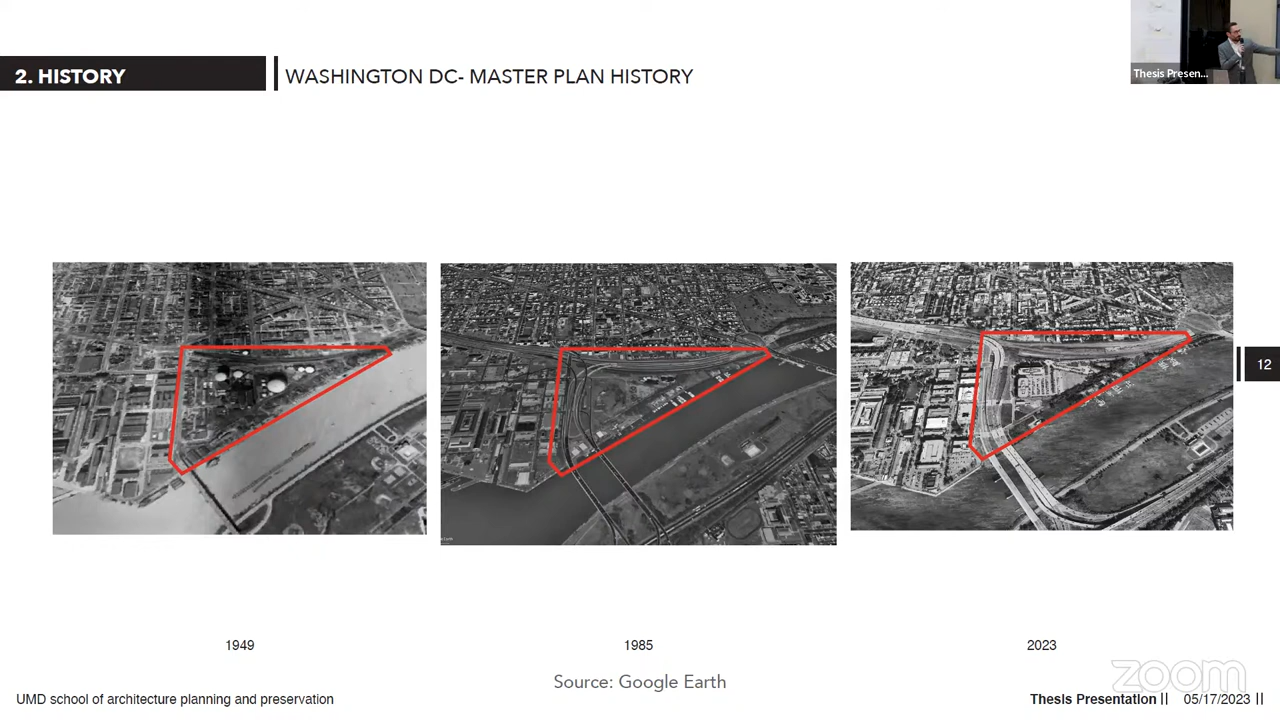 2. HISTORY
WASHINGTON DC- MASTER PLAN HISTORY
Thesis Presen...
12
1949
1985
2023
Source: Google Earth
zoom
UMD school of architecture planning and preservation
Thesis Presentation || 05/17/2023 ||